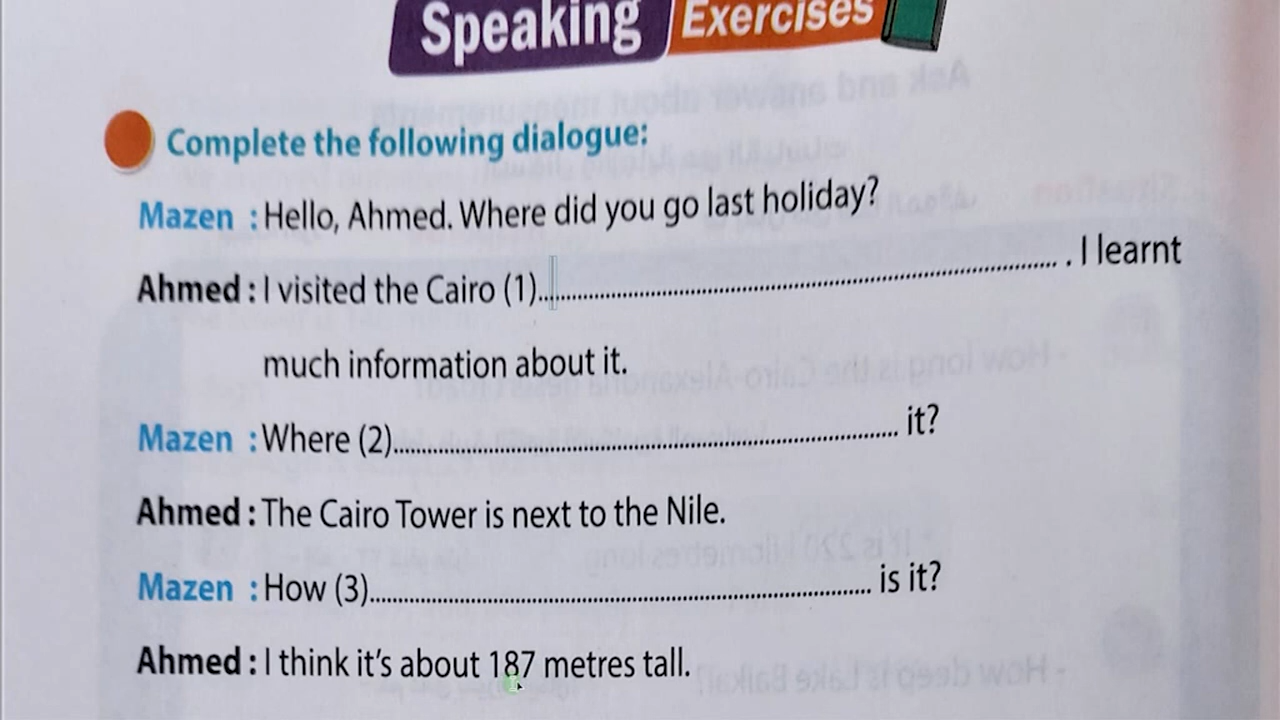 Speaking Exercises
Complete the following dialogue:
Mazen : Hello, Ahmed. Where did you go last holiday?
Ahmed : I visited the Cairo (1).................... . I learnt
much information about it.
Mazen : Where (2).................... it?
Ahmed : The Cairo Tower is next to the Nile.
Mazen : How (3).................... is it?
Ahmed : I think it's about 187 metres tall.